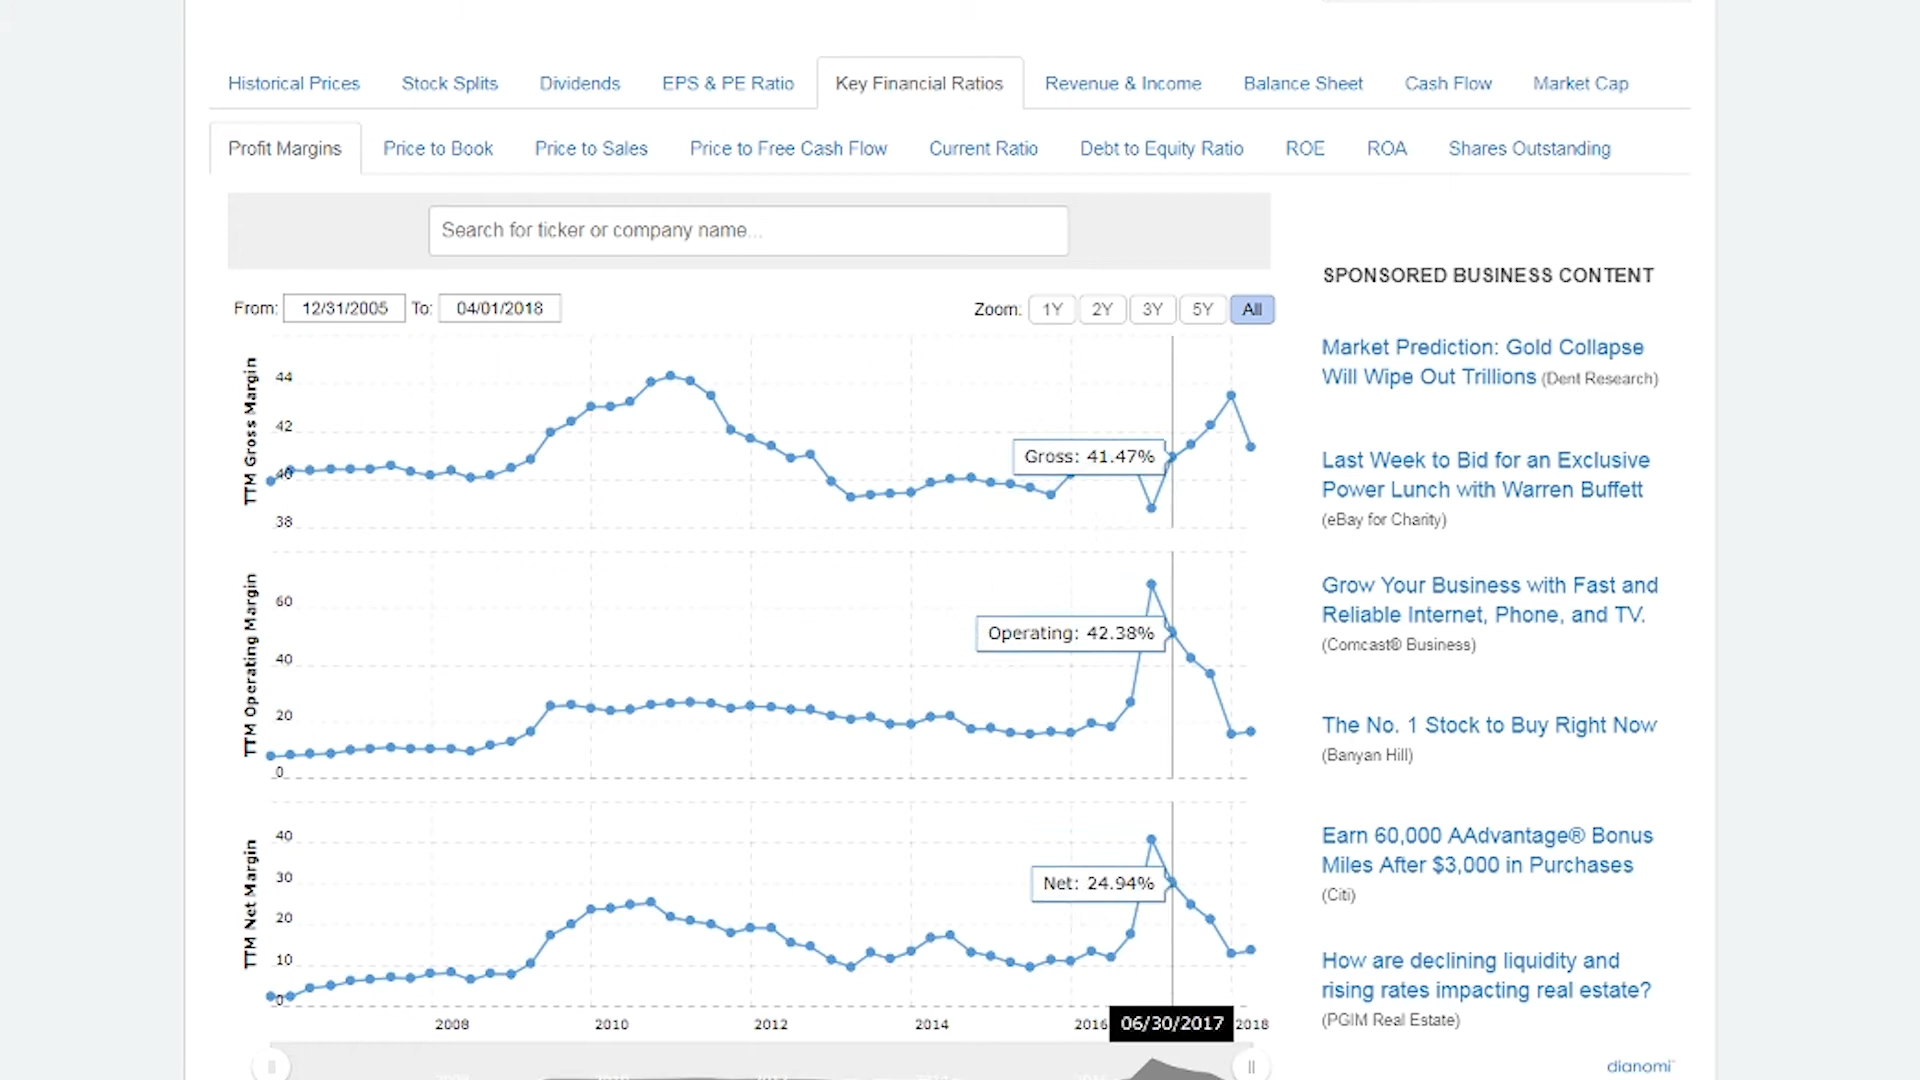 Historical Prices Stock Splits Dividends EPS & PE Ratio Key Financial Ratios Revenue & Income Balance Sheet Cash Flow Market Cap
Profit Margins Price to Book Price to Sales Price to Free Cash Flow Current Ratio Debt to Equity Ratio ROE ROA Shares Outstanding
Search for ticker or company name...
From: 12/31/2005 To: 04/01/2018 Zoom: 1Y 2Y 3Y 5Y All
TTM Gross Margin
44
42
40
38
Gross: 41.47%
TTM Operating Margin
60
40
20
0
Operating: 42.38%
TTM Net Margin
40
30
20
10
0
Net: 24.94%
2008 2010 2012 2014 2016 06/30/2017 2018
SPONSORED BUSINESS CONTENT
Market Prediction: Gold Collapse
Will Wipe Out Trillions (Dent Research)
Last Week to Bid for an Exclusive
Power Lunch with Warren Buffett
(eBay for Charity)
Grow Your Business with Fast and
Reliable Internet, Phone, and TV.
(Comcast® Business)
The No. 1 Stock to Buy Right Now
(Banyan Hill)
Earn 60,000 AAdvantage® Bonus
Miles After $3,000 in Purchases
(Citi)
How are declining liquidity and
rising rates impacting real estate?
(PGIM Real Estate)
dianomi